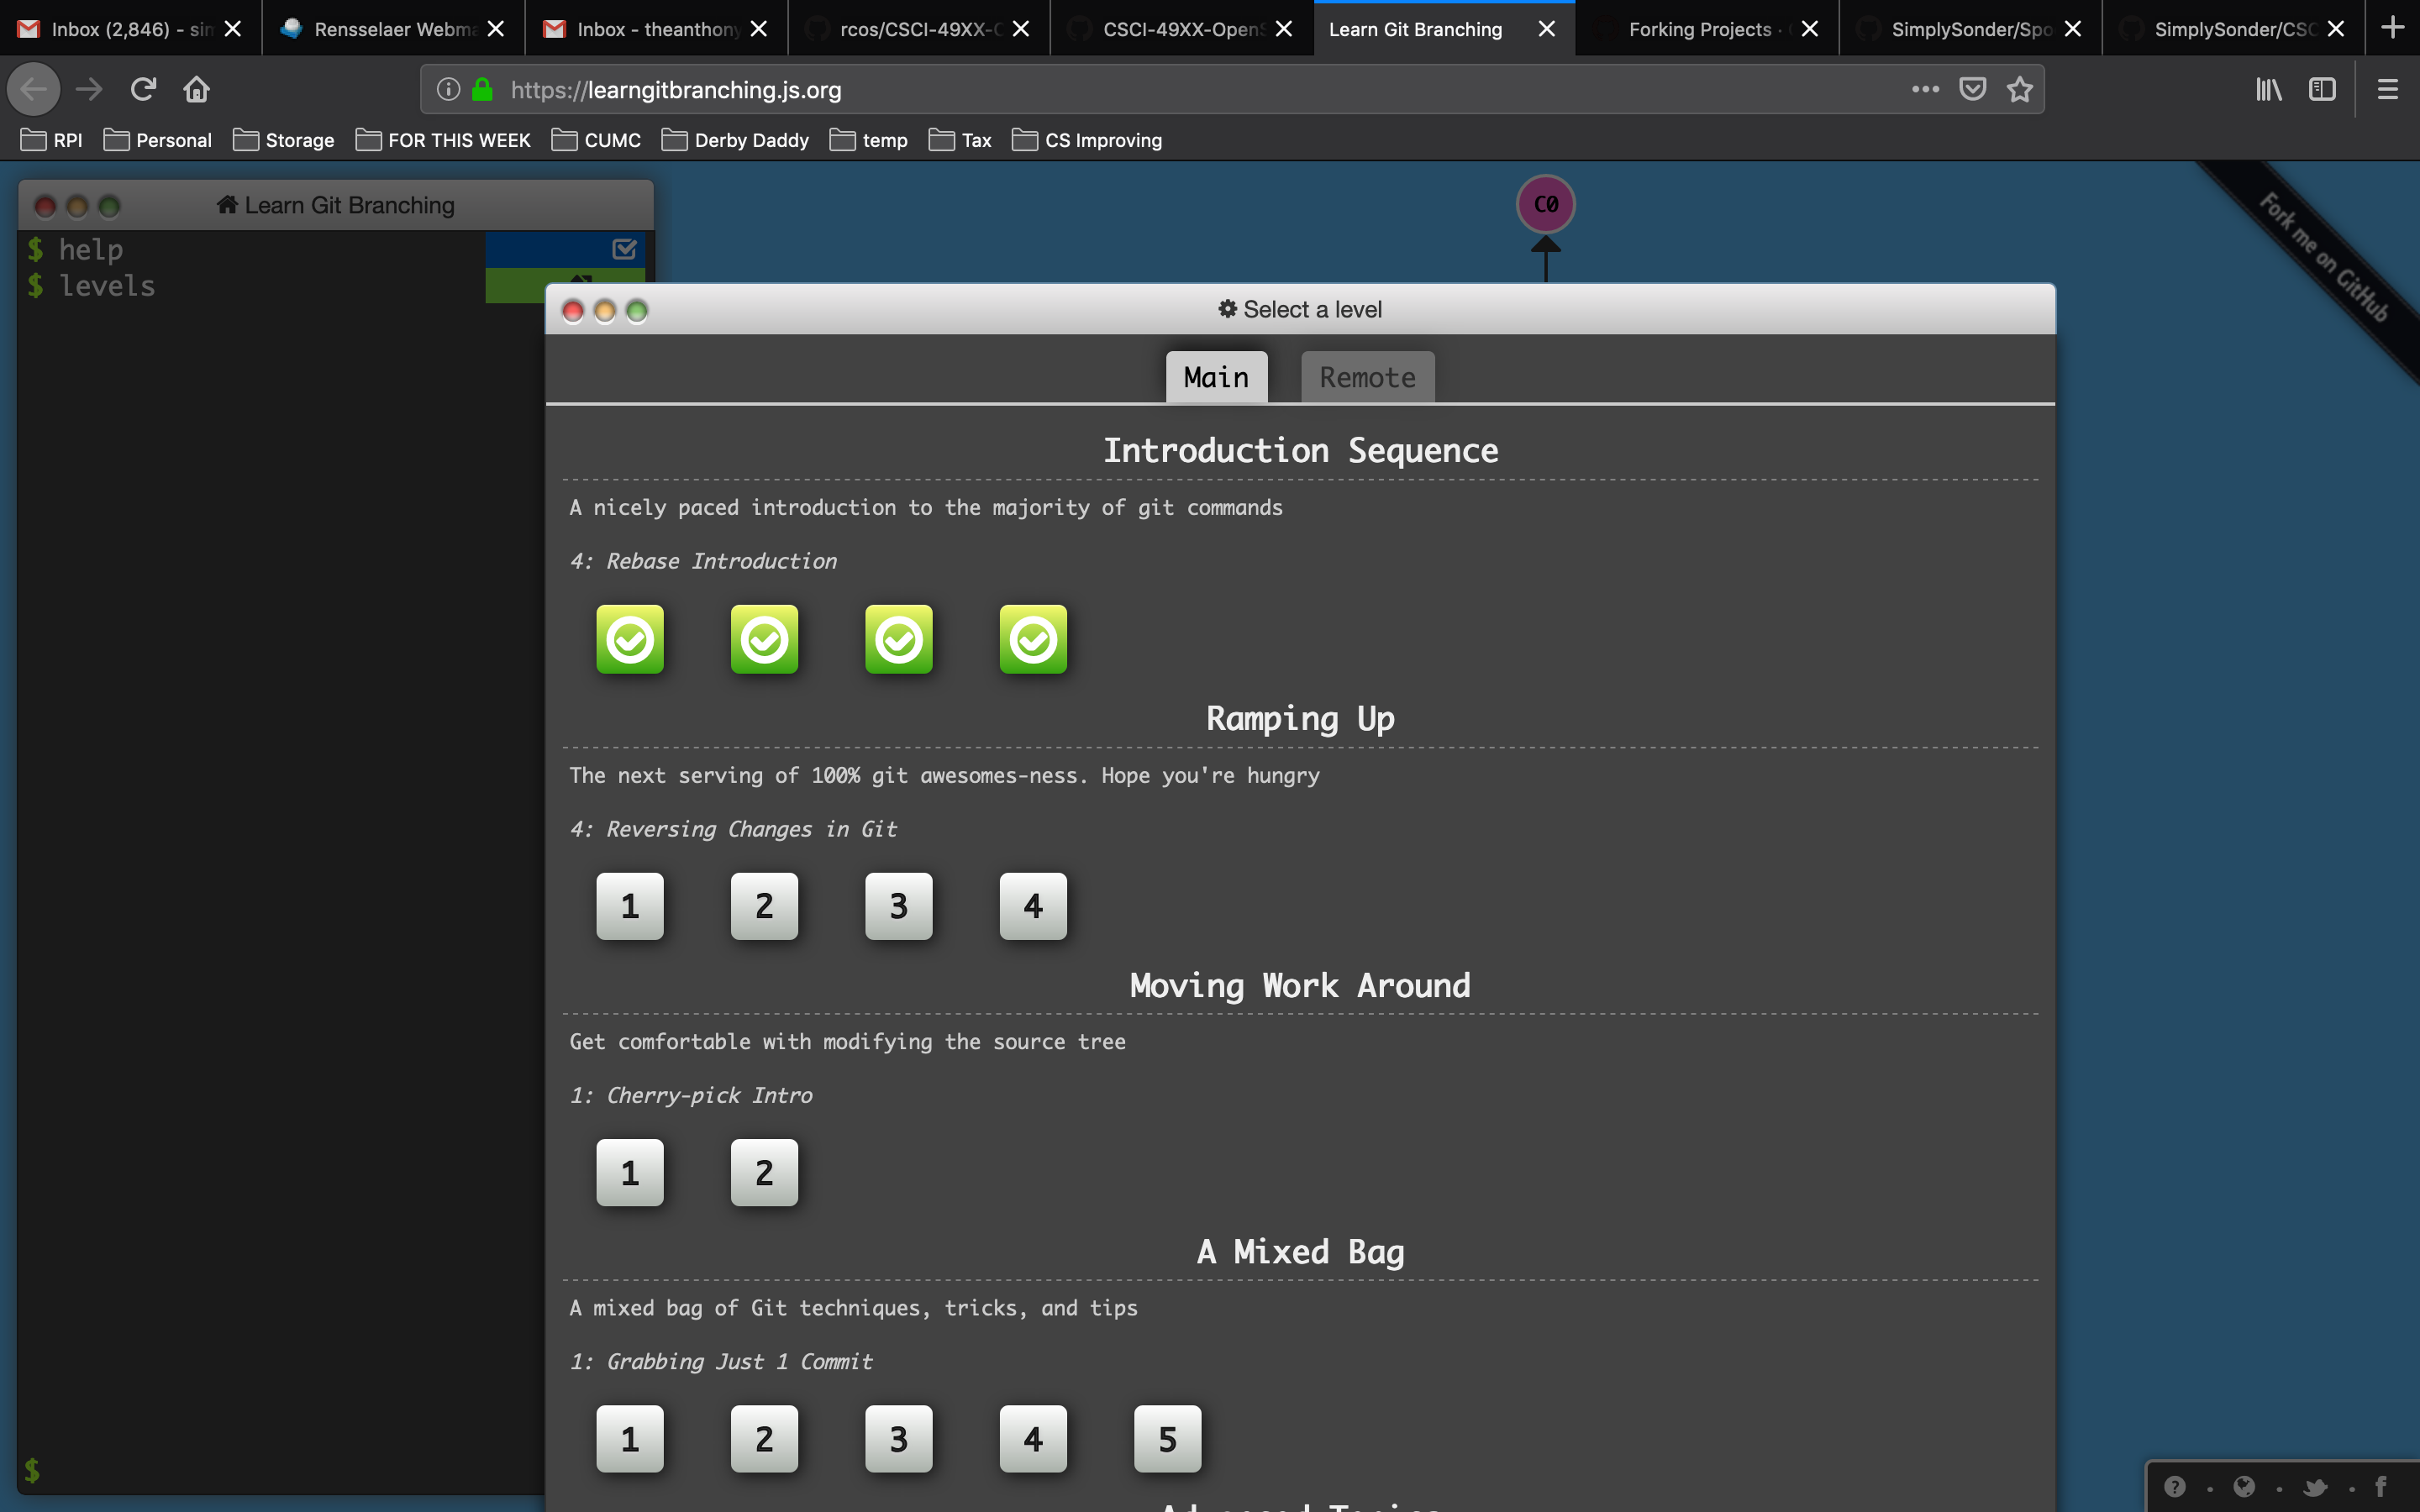 Inbox (2,846) - sim
Rensselaer Webma
Inbox - theanthony
rcos/CSCI-49XX-O
CSCI-49XX-OpenS
Learn Git Branching
Forking Projects ·
SimplySonder/Spo
SimplySonder/CSC
https://learngitbranching.js.org
RPI
Personal
Storage
FOR THIS WEEK
CUMC
Derby Daddy
temp
Tax
CS Improving
Learn Git Branching
$ help
$ levels
$
C0
Fork me on GitHub
Select a level
Main
Remote
Introduction Sequence
A nicely paced introduction to the majority of git commands
4: Rebase Introduction
Ramping Up
The next serving of 100% git awesomes-ness. Hope you're hungry
4: Reversing Changes in Git
1 2 3 4
Moving Work Around
Get comfortable with modifying the source tree
1: Cherry-pick Intro
1 2
A Mixed Bag
A mixed bag of Git techniques, tricks, and tips
1: Grabbing Just 1 Commit
1 2 3 4 5
Advanced Topics